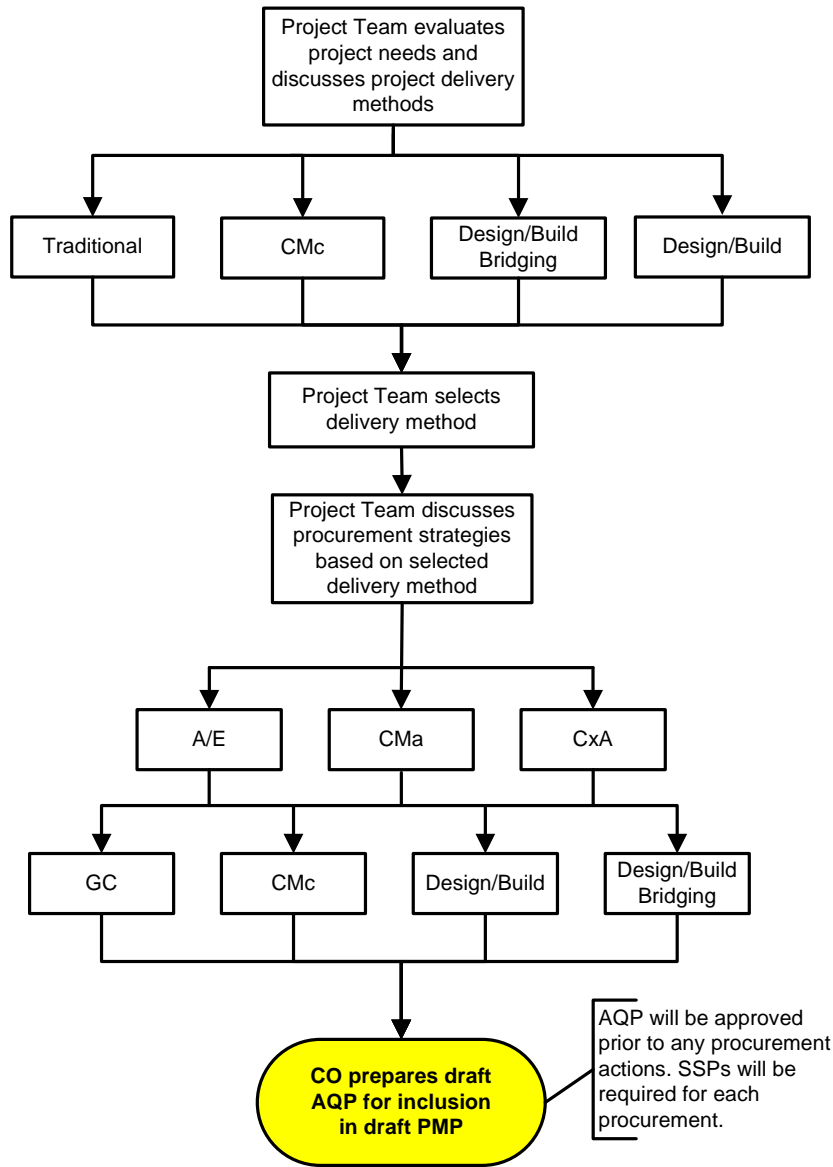 Project Team evaluates
project needs and
discusses project delivery
methods
Traditional
CMc
Design/Build
Bridging
Design/Build
Project Team selects
delivery method
Project Team discusses
procurement strategies
based on selected
delivery method
A/E
CMa
CxA
GC
CMc
Design/Build
Design/Build
Bridging
CO prepares draft
AQP for inclusion
in draft PMP
AQP will be approved
prior to any procurement
actions. SSPs will be
required for each
procurement.